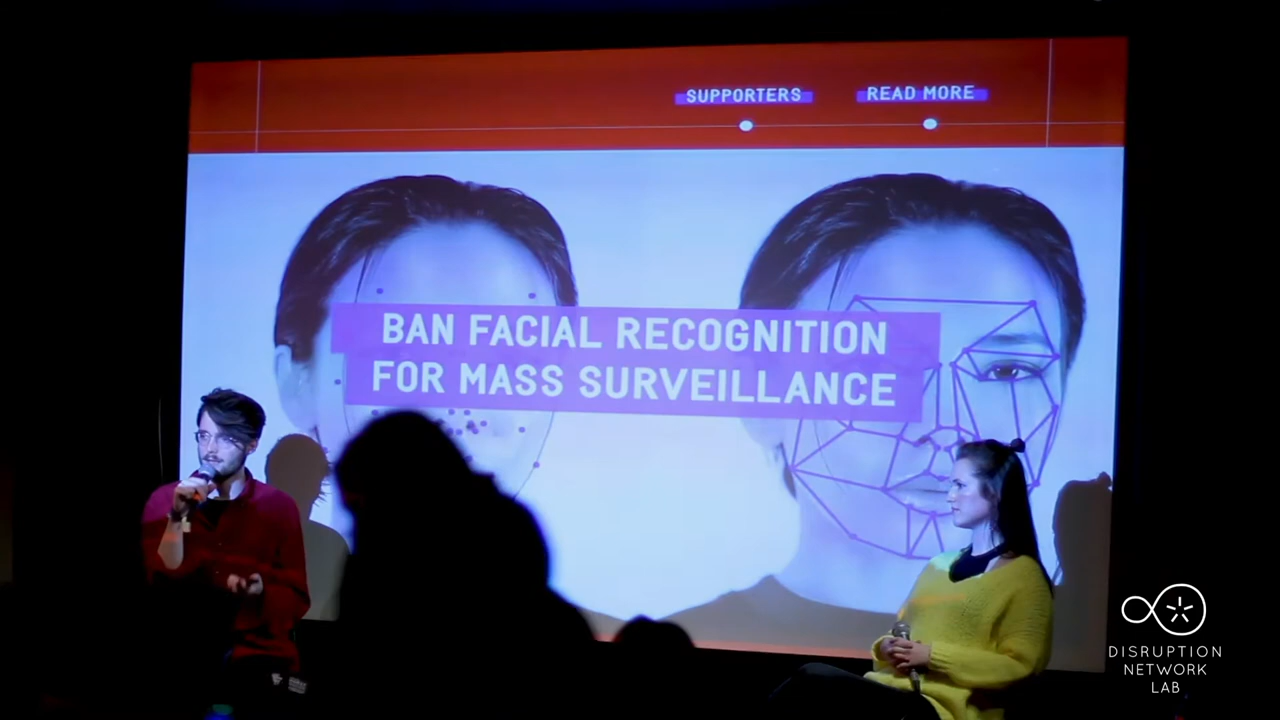 SUPPORTERS
READ MORE
BAN FACIAL RECOGNITION
FOR MASS SURVEILLANCE
DISRUPTION
NETWORK
LAB